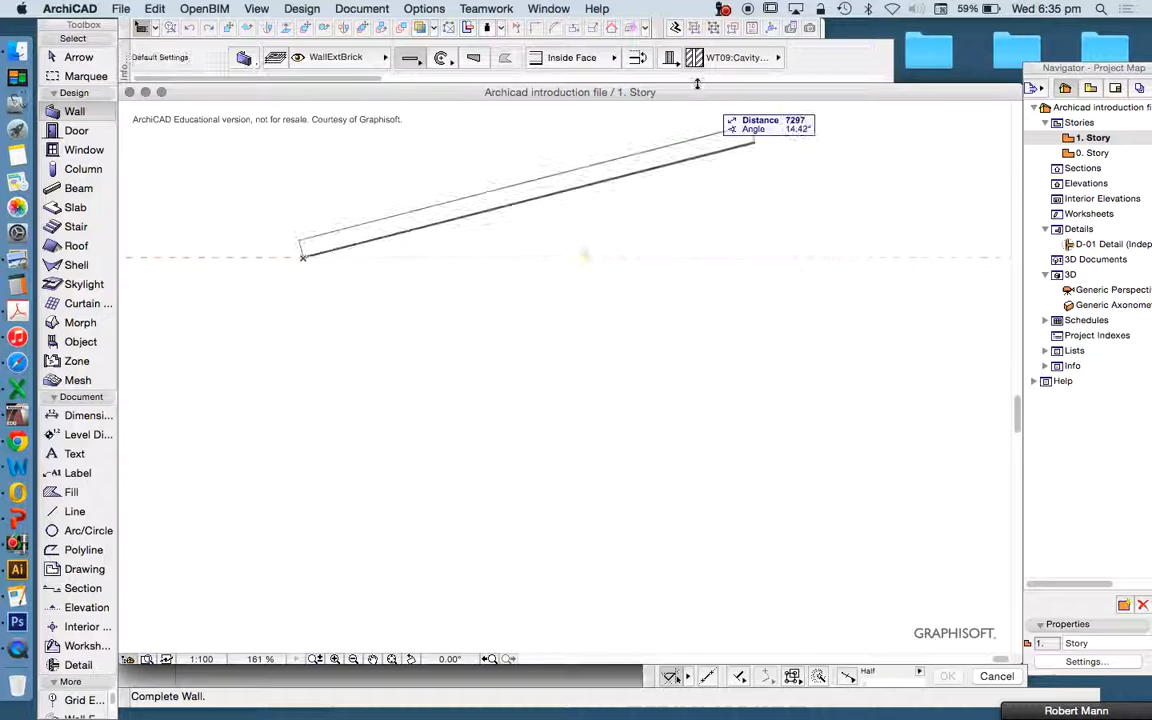 ArchiCAD File Edit View OpenBIM Design Document Options Teamwork Window Help 59% Wed 6:35 pm
Toolbox
Select
Arrow
Marquee
Design
Wall
Door
Window
Column
Beam
Slab
Stair
Roof
Shell
Skylight
Curtain ...
Morph
Object
Zone
Mesh
Document
Dimensi...
Level Di...
Text
Label
Fill
Line
Arc/Circle
Polyline
Drawing
Section
Elevation
Interior ...
Worksh...
Detail
More
Grid E...
Default Settings
WallExtBrick
Inside Face
WT09:Cavity...
Archicad introduction file / 1. Story
ArchiCAD Educational version, not for resale. Courtesy of Graphisoft.
Distance 7297
Angle 14.42°
GRAPHISOFT.
1:100
161 %
0.00°
Half
OK
Cancel
Complete Wall.
Navigator - Project Map
Archicad introduction fi
Stories
1. Story
0. Story
Sections
Elevations
Interior Elevations
Worksheets
Details
D-01 Detail (Indep
3D Documents
3D
Generic Perspecti
Generic Axonome
Schedules
Project Indexes
Lists
Info
Help
Properties
1. Story
Settings...
Robert Mann